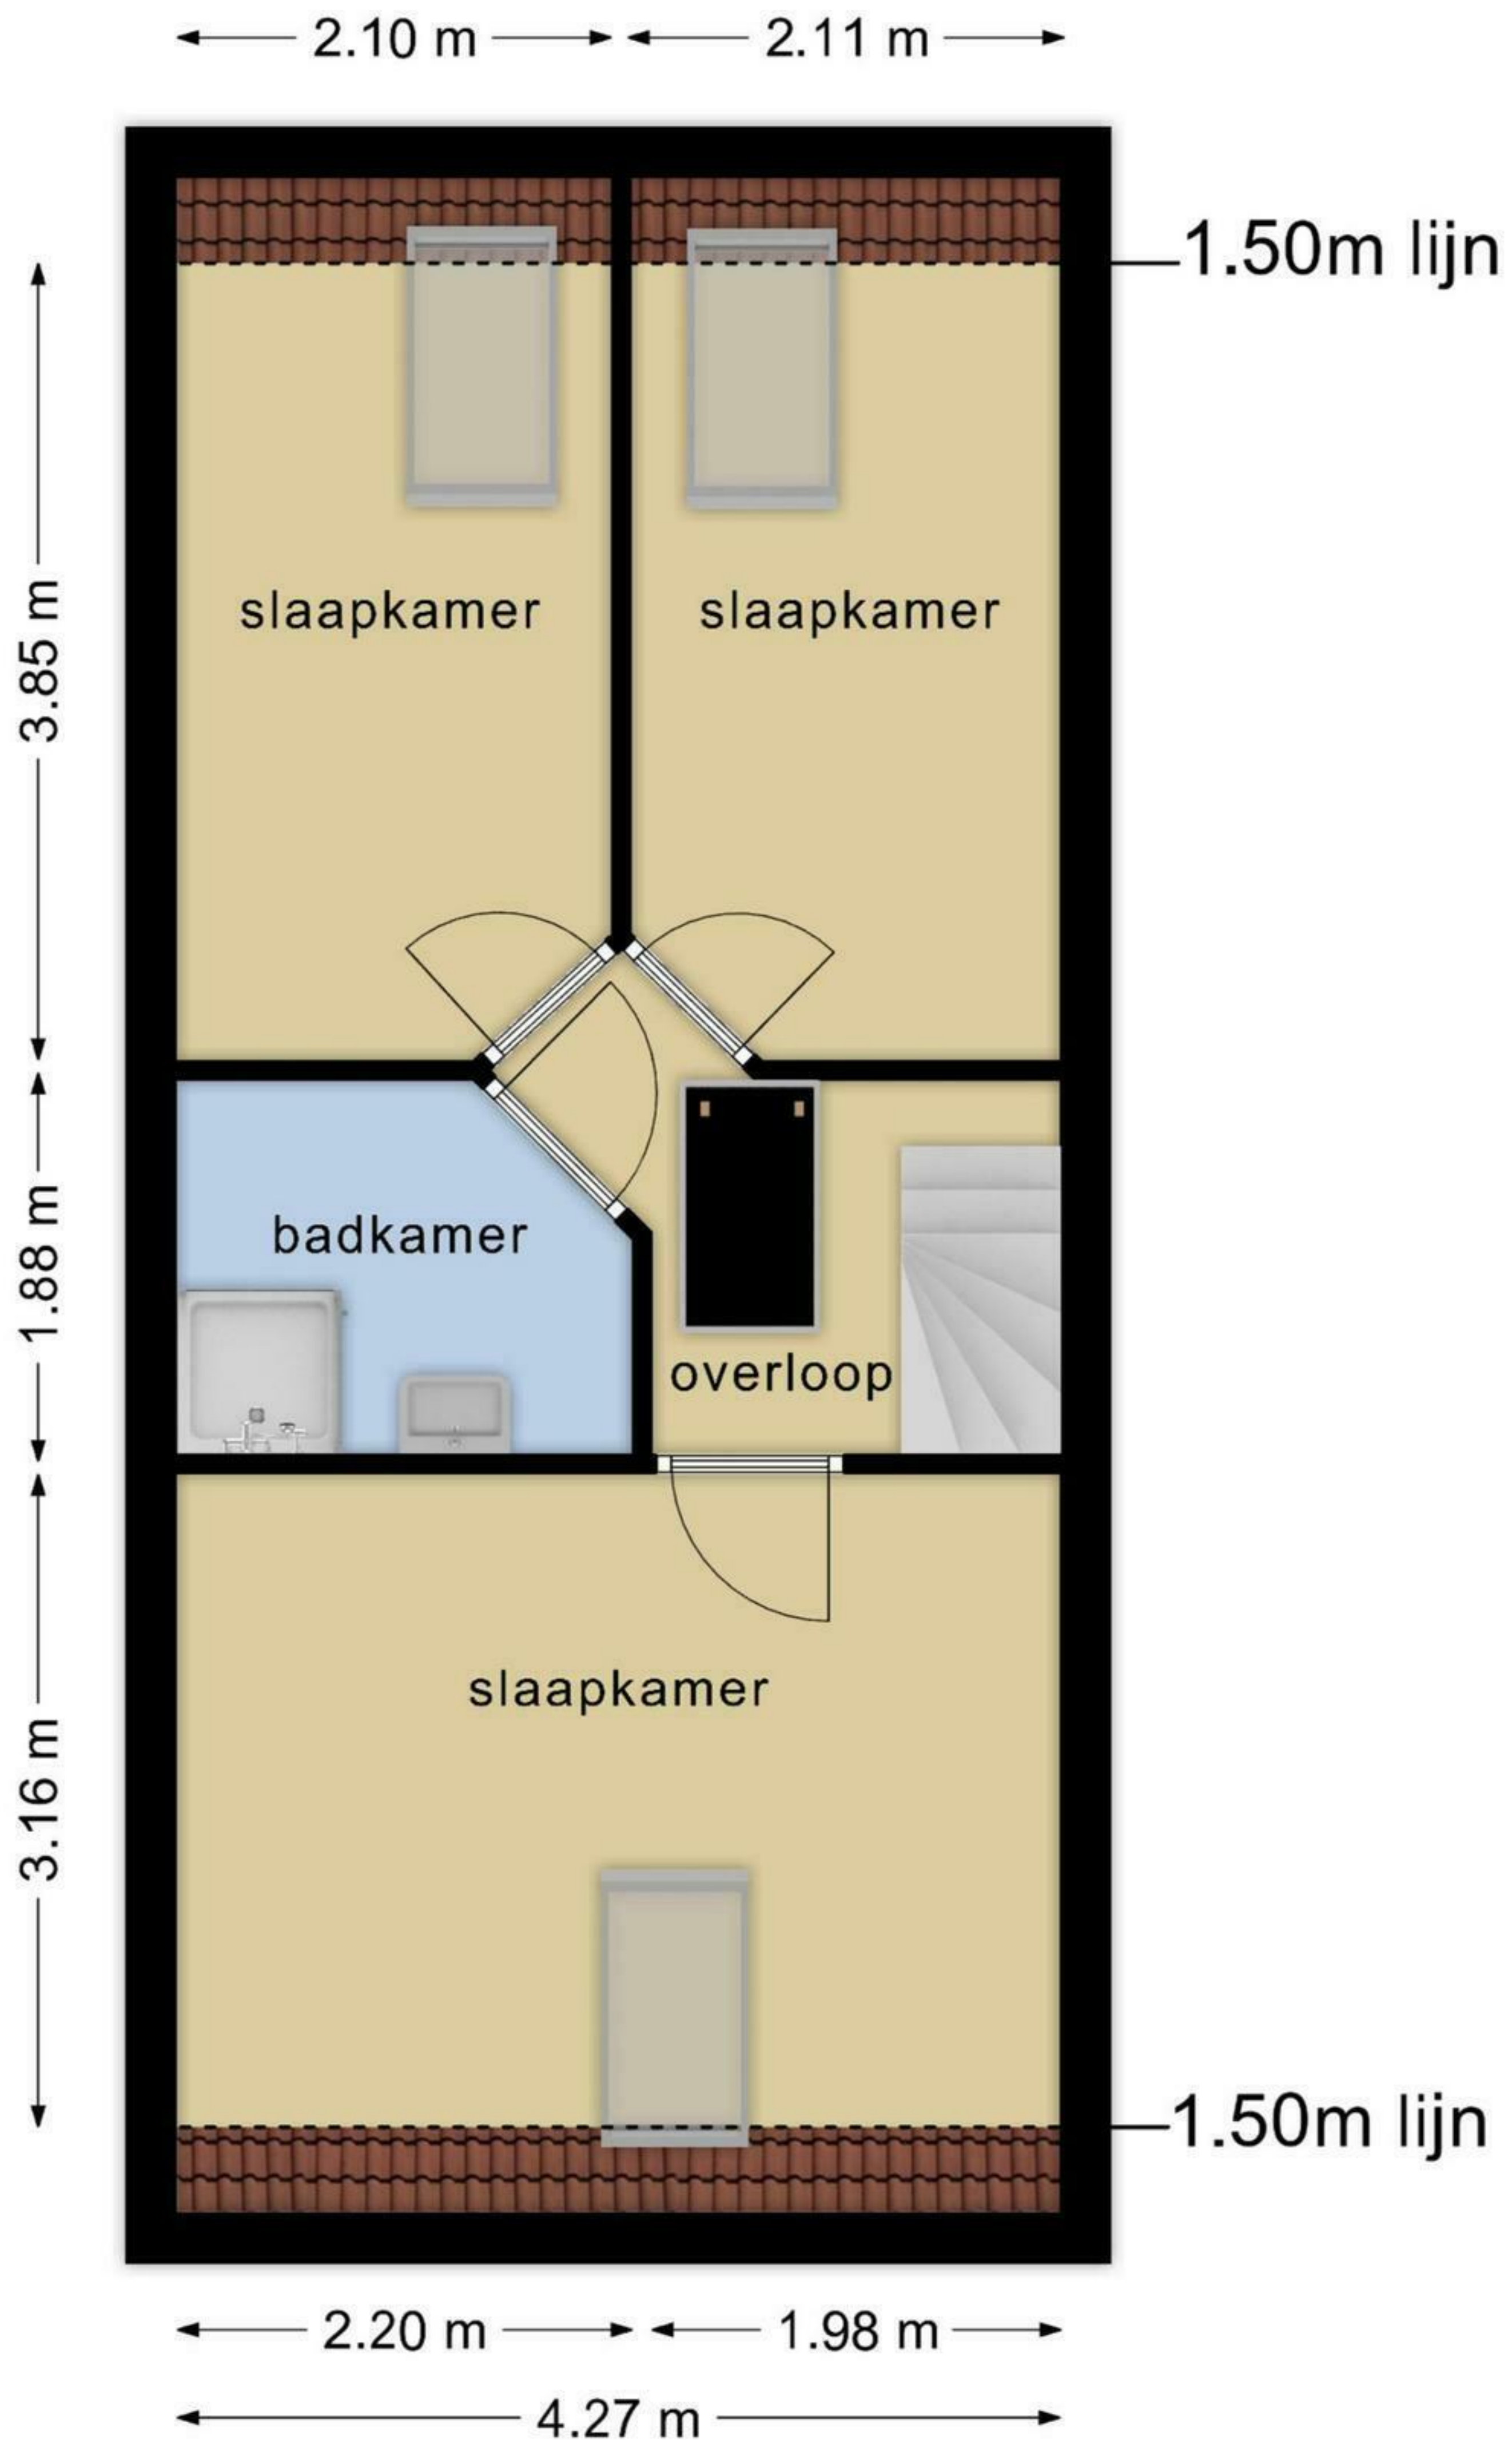 2.10 m
2.11 m
1.50m lijn
slaapkamer
slaapkamer
3.85 m
badkamer
1.88 m
overloop
slaapkamer
3.16 m
1.50m lijn
2.20 m
1.98 m
4.27 m